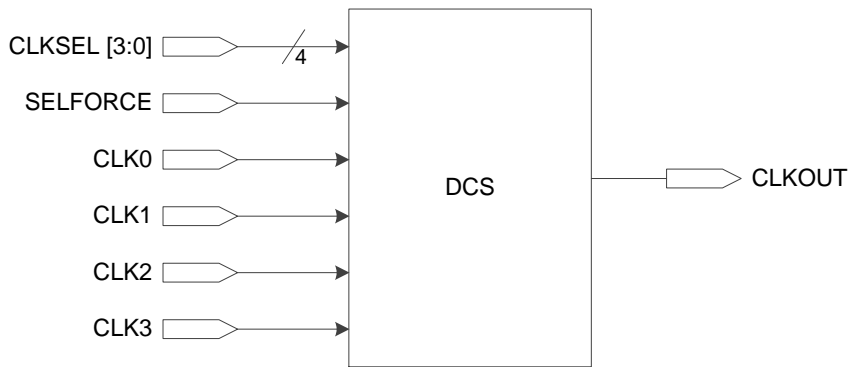 CLKSEL [3:0]
4
SELFORCE
CLK0
CLK1
DCS
CLKOUT
CLK2
CLK3